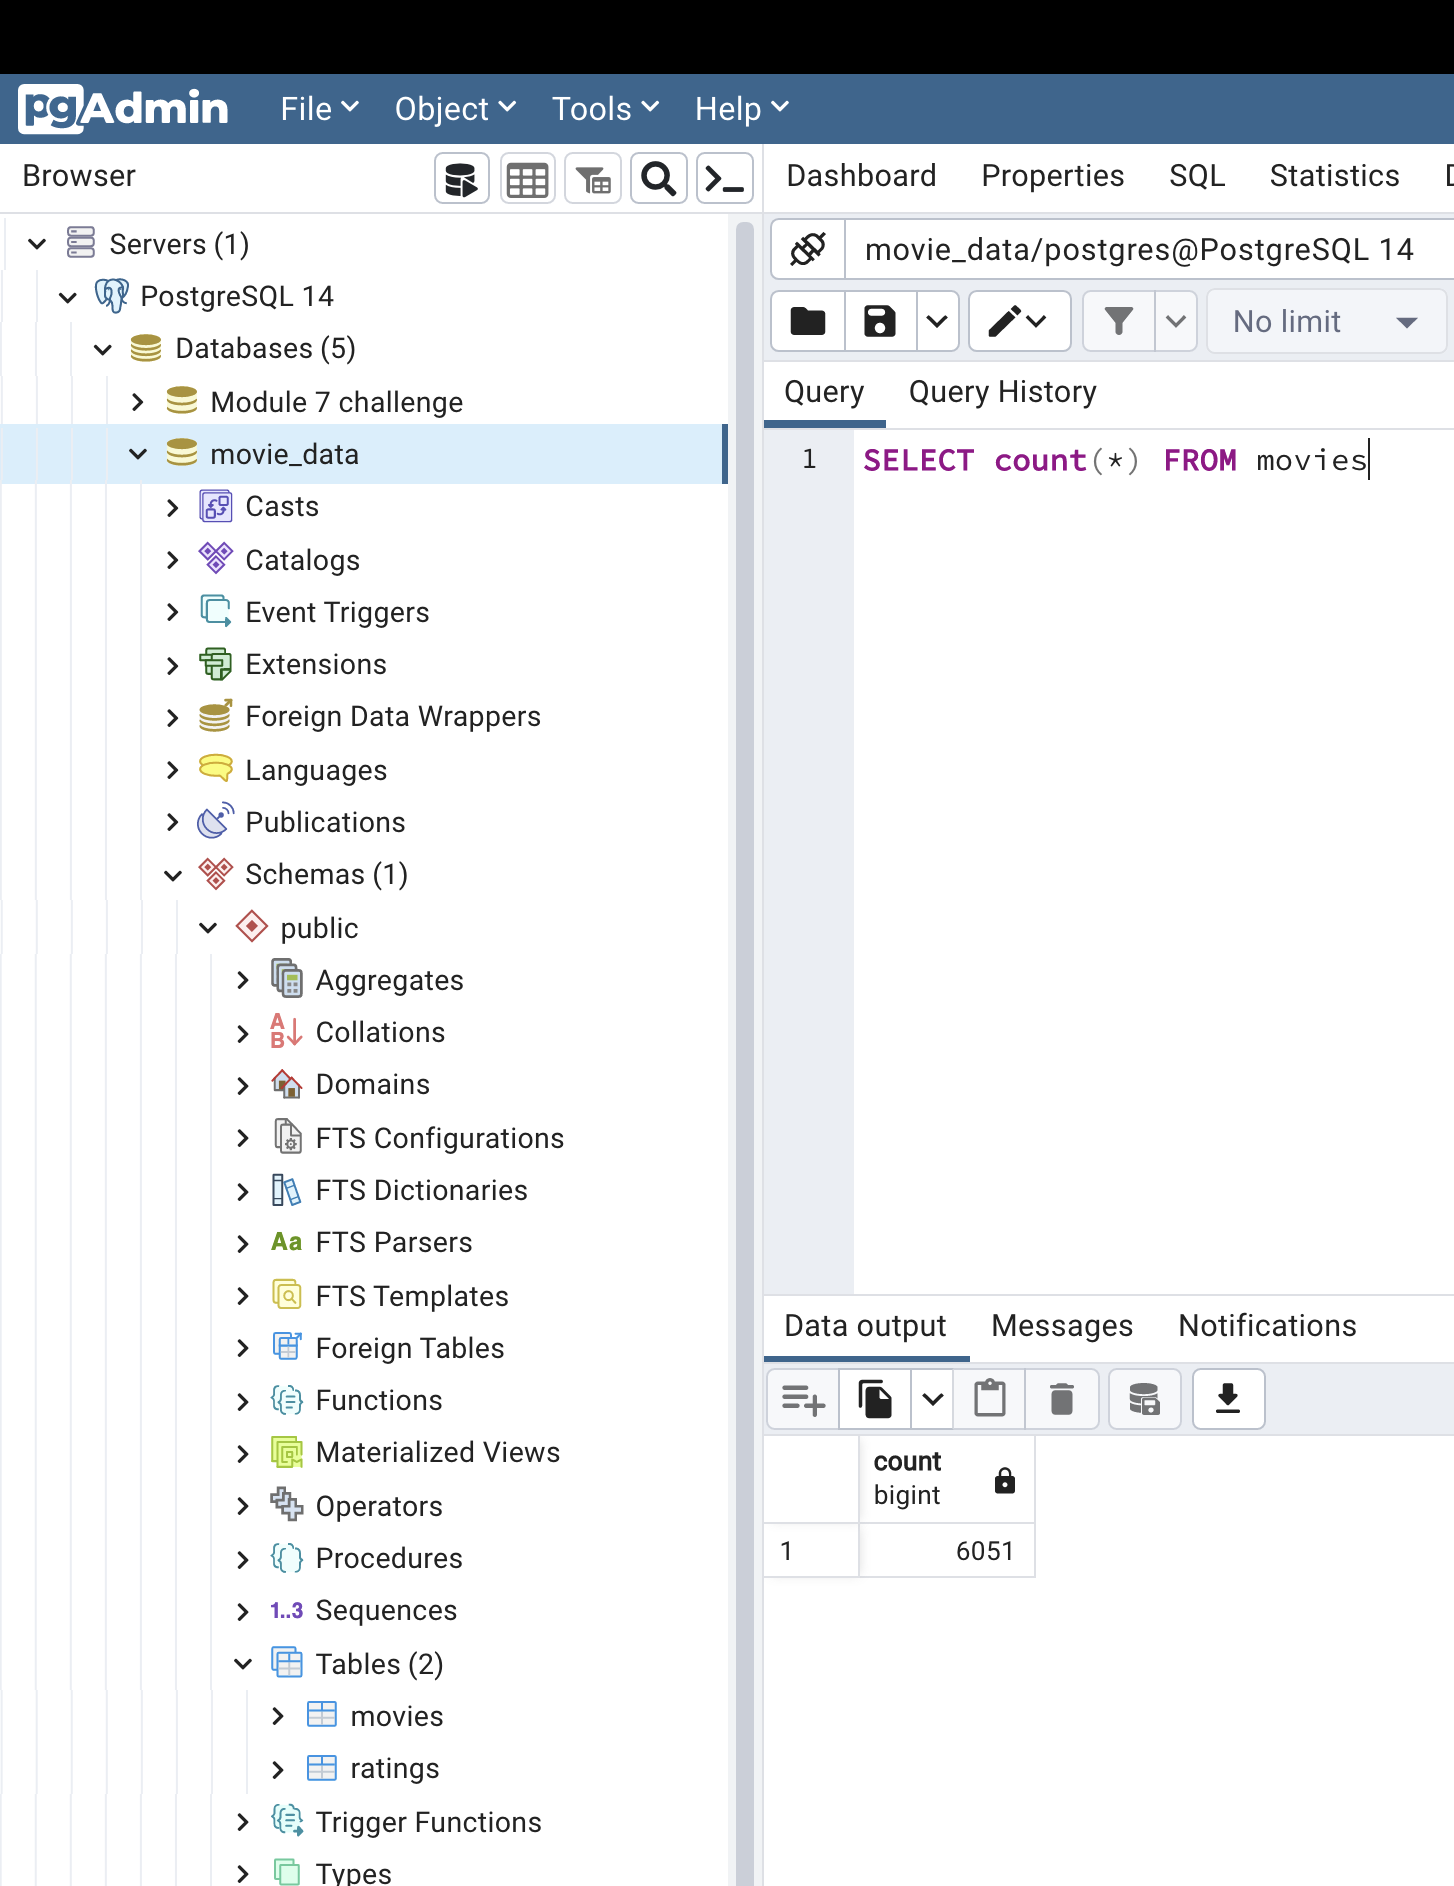 pgAdmin File Object Tools Help
Browser
Dashboard Properties SQL Statistics
Servers (1)
PostgreSQL 14
Databases (5)
Module 7 challenge
movie_data
Casts
Catalogs
Event Triggers
Extensions
Foreign Data Wrappers
Languages
Publications
Schemas (1)
public
Aggregates
Collations
Domains
FTS Configurations
FTS Dictionaries
Aa FTS Parsers
FTS Templates
Foreign Tables
Functions
Materialized Views
Operators
Procedures
1..3 Sequences
Tables (2)
movies
ratings
Trigger Functions
Types
movie_data/postgres@PostgreSQL 14
No limit
Query Query History
1 SELECT count(*) FROM movies
Data output Messages Notifications
count
bigint
1 6051